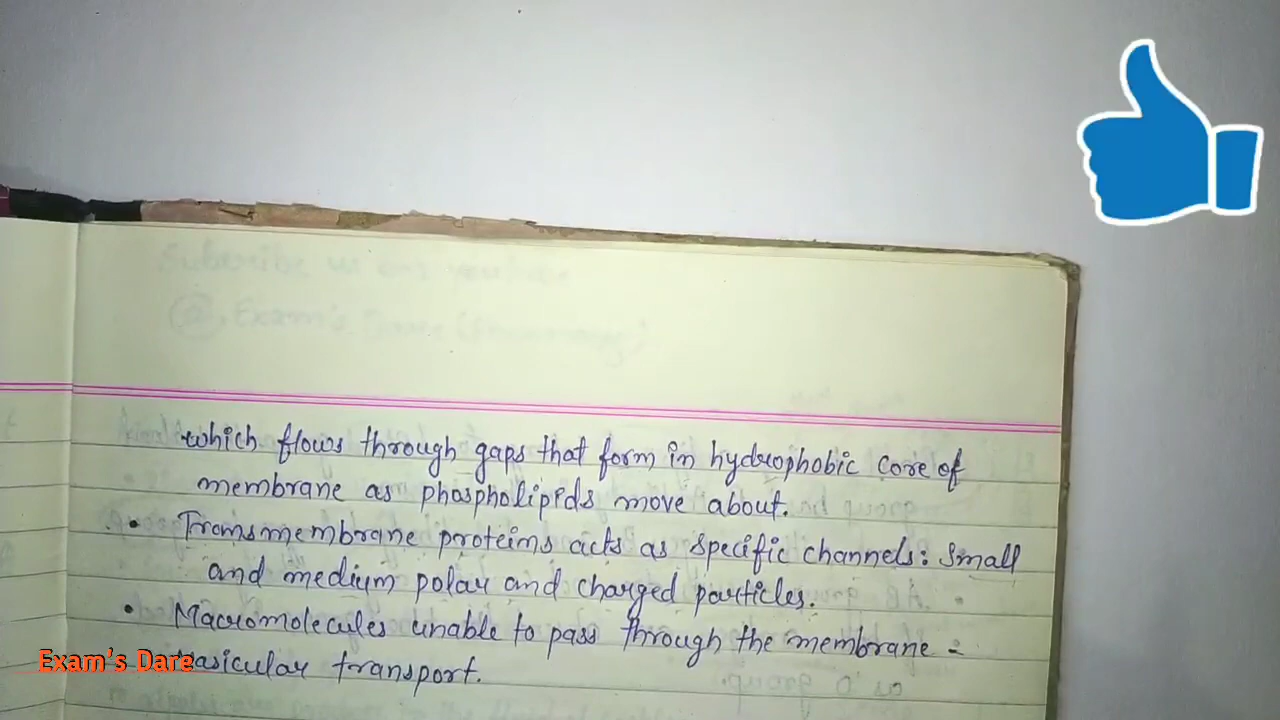 which flows through gaps that form in hydrophobic core of
membrane as phospholipids move about.
• Transmembrane proteins acts as specific channels: Small
and medium polar and charged particles.
• Macromolecules unable to pass through the membrane -
Vasicular transport.
Exam's Dare